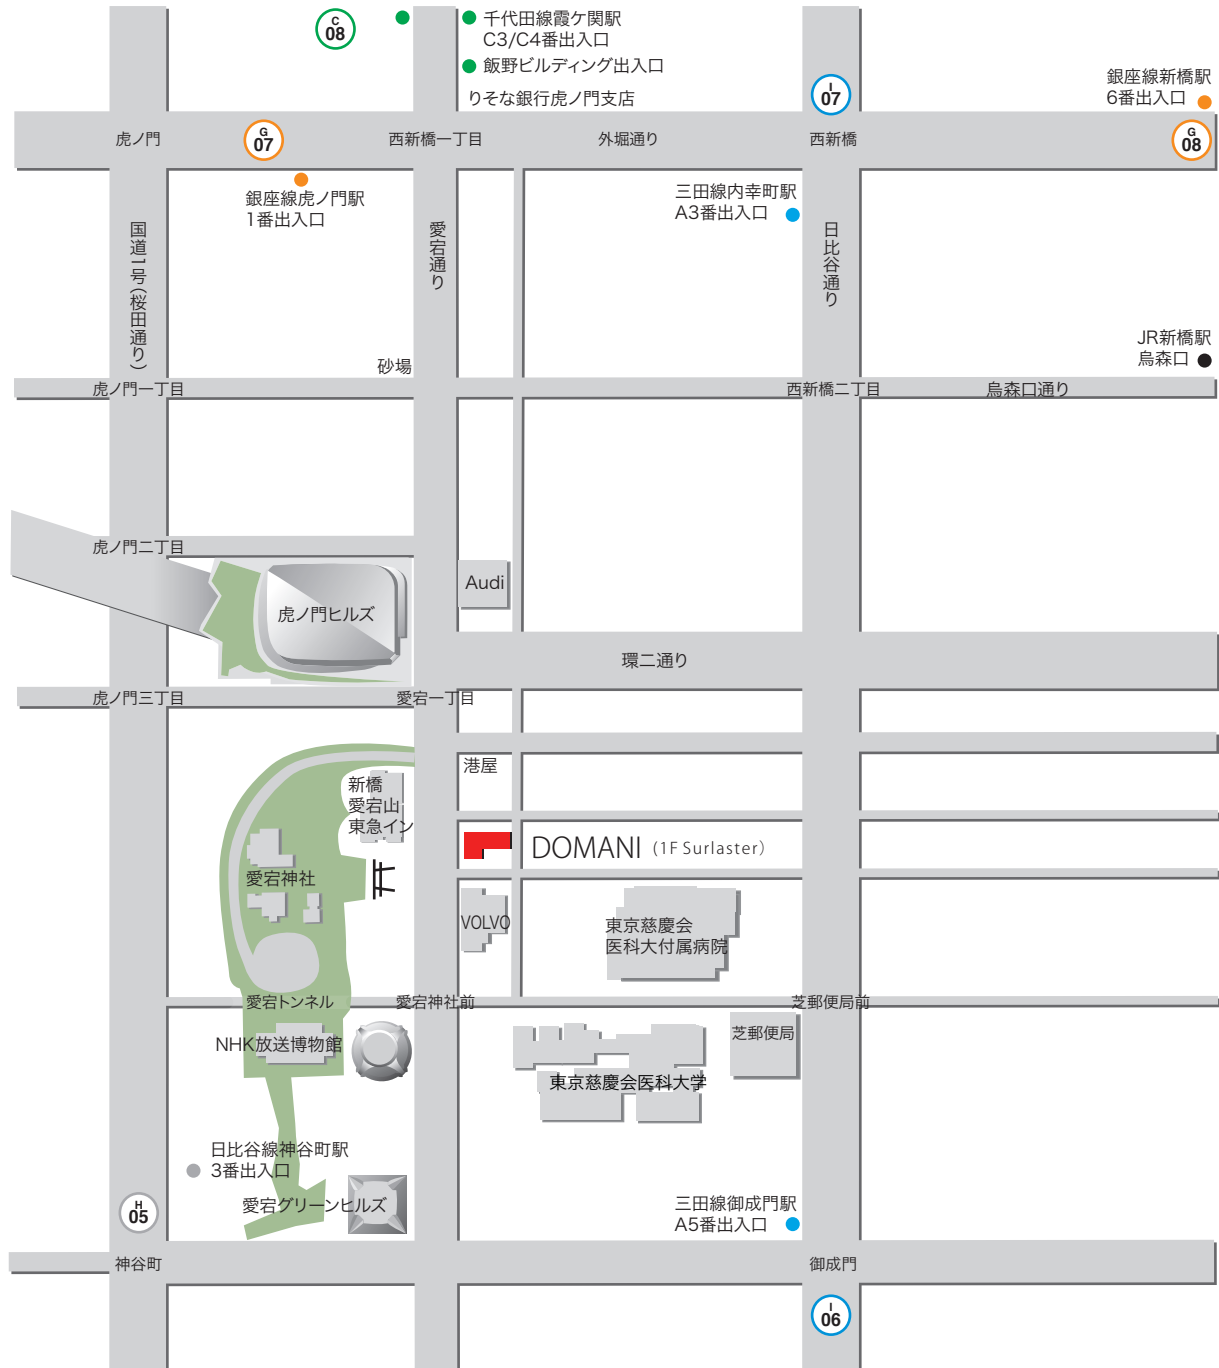 C
08
千代田線霞ケ関駅
C3/C4番出入口
飯野ビルディング出入口
りそな銀行虎ノ門支店
I
07
銀座線新橋駅
6番出入口
虎ノ門
G
07
西新橋一丁目
外堀通り
西新橋
G
08
銀座線虎ノ門駅
1番出入口
三田線内幸町駅
A3番出入口
国道1号(桜田通り)
愛宕通り
日比谷通り
JR新橋駅
烏森口
砂場
虎ノ門一丁目
西新橋二丁目
烏森口通り
虎ノ門二丁目
Audi
虎ノ門ヒルズ
環二通り
虎ノ門三丁目
愛宕一丁目
港屋
新橋
愛宕山
東急イン
DOMANI (1F Surlaster)
愛宕神社
VOLVO
東京慈慶会
医科大付属病院
愛宕トンネル
愛宕神社前
芝郵便局前
NHK放送博物館
芝郵便局
東京慈慶会医科大学
日比谷線神谷町駅
3番出入口
愛宕グリーンヒルズ
H
05
三田線御成門駅
A5番出入口
神谷町
御成門
I
06